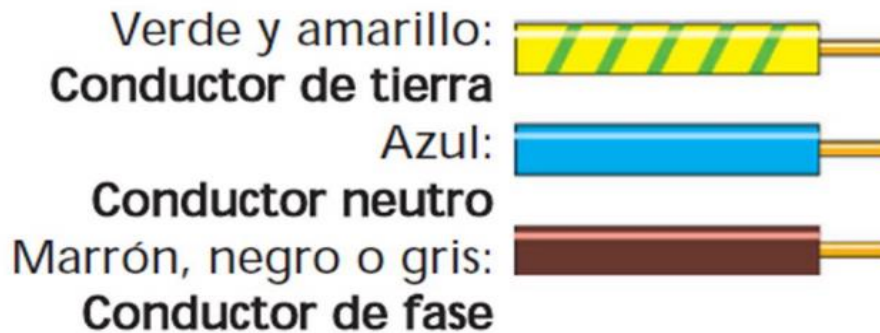 Verde y amarillo:
Conductor de tierra
Azul:
Conductor neutro
Marrón, negro o gris:
Conductor de fase